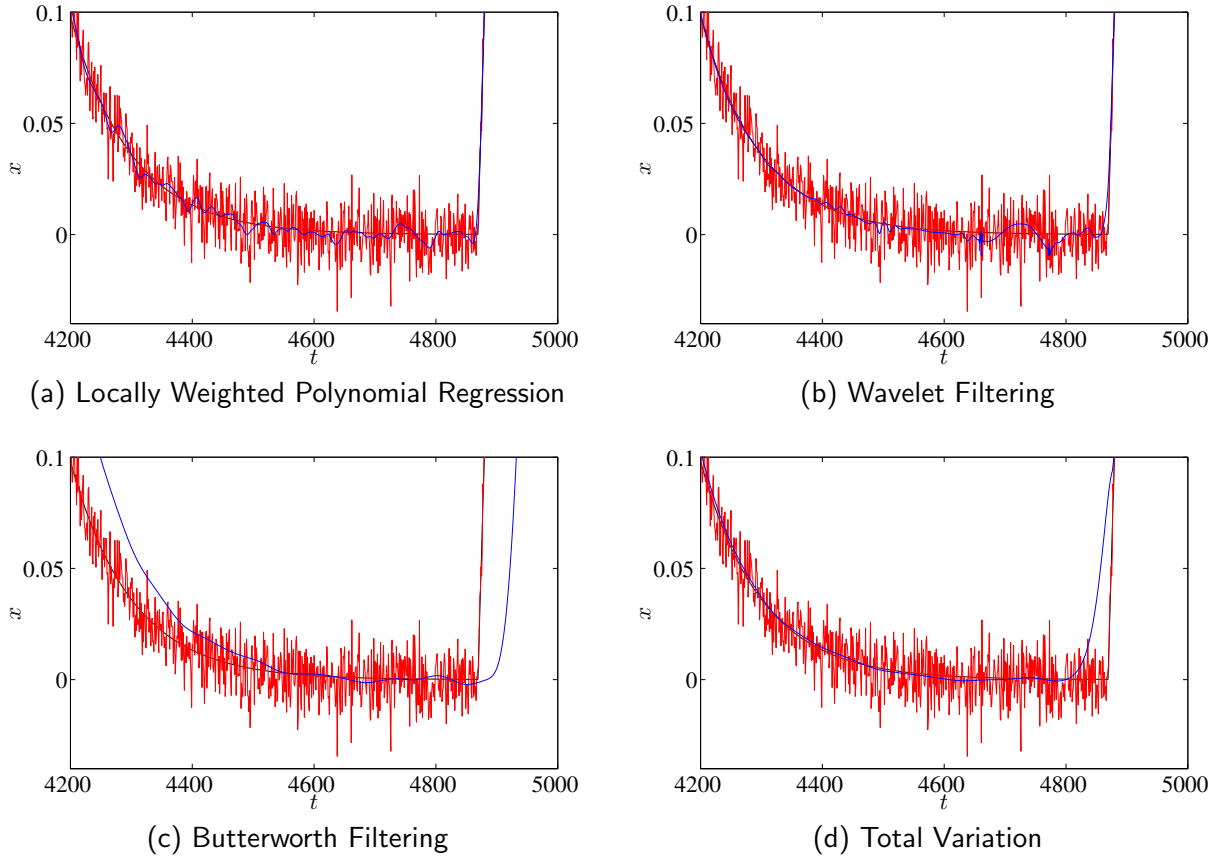 0.1
0.05
0
x
4200 4400 4600 4800 5000
t
(a) Locally Weighted Polynomial Regression
0.1
0.05
0
x
4200 4400 4600 4800 5000
t
(b) Wavelet Filtering
0.1
0.05
0
x
4200 4400 4600 4800 5000
t
(c) Butterworth Filtering
0.1
0.05
0
x
4200 4400 4600 4800 5000
t
(d) Total Variation